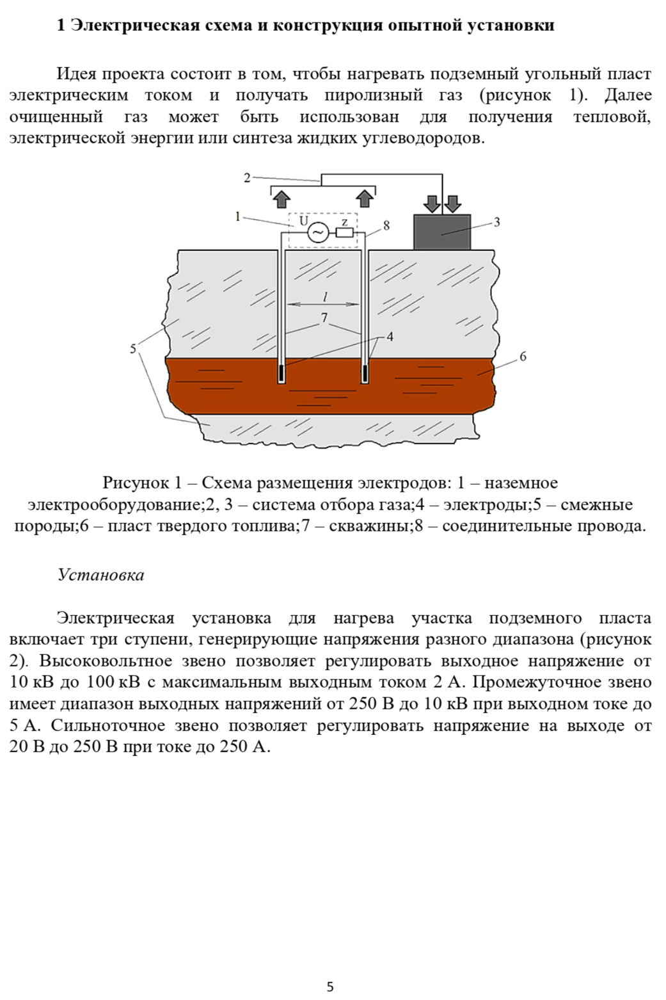 1 Электрическая схема и конструкция опытной установки
Идея проекта состоит в том, чтобы нагревать подземный угольный пласт
электрическим током и получать пиролизный газ (рисунок 1). Далее
очищенный газ может быть использован для получения тепловой,
электрической энергии или синтеза жидких углеводородов.
2
1
U
z
8
3
l
7
4
5
6
Рисунок 1 – Схема размещения электродов: 1 – наземное
электрооборудование;2, 3 – система отбора газа;4 – электроды;5 – смежные
породы;6 – пласт твердого топлива;7 – скважины;8 – соединительные провода.
Установка
Электрическая установка для нагрева участка подземного пласта
включает три ступени, генерирующие напряжения разного диапазона (рисунок
2). Высоковольтное звено позволяет регулировать выходное напряжение от
10 кВ до 100 кВ с максимальным выходным током 2 А. Промежуточное звено
имеет диапазон выходных напряжений от 250 В до 10 кВ при выходном токе до
5 А. Сильноточное звено позволяет регулировать напряжение на выходе от
20 В до 250 В при токе до 250 А.
5